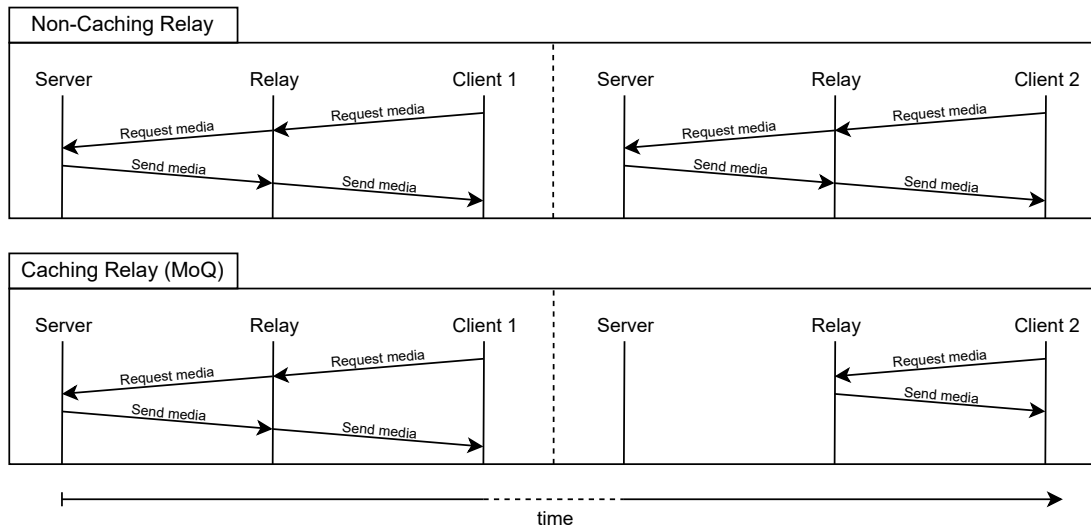 Non-Caching Relay
Server Relay Client 1 Server Relay Client 2
Request media Request media
Request media Request media
Send media Send media
Send media Send media
Caching Relay (MoQ)
Server Relay Client 1 Server Relay Client 2
Request media Request media
Request media
Send media
Send media
Send media
time